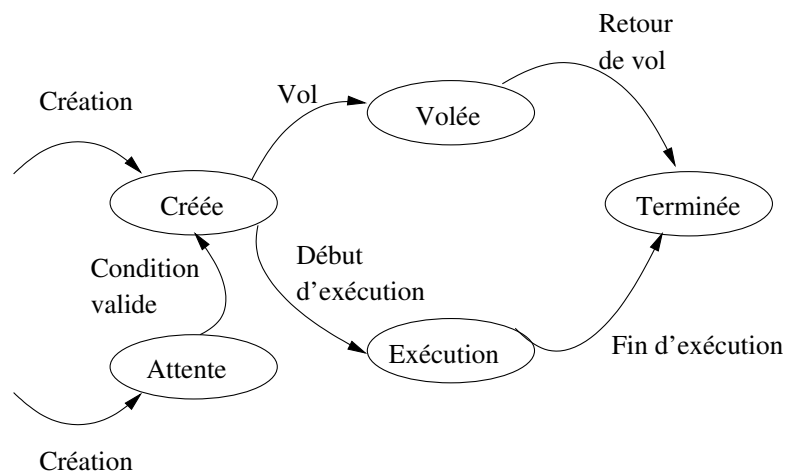 Retour
de vol
Création
Vol
Volée
Créée
Terminée
Condition
valide
Début
d'exécution
Attente
Exécution
Fin d'exécution
Création